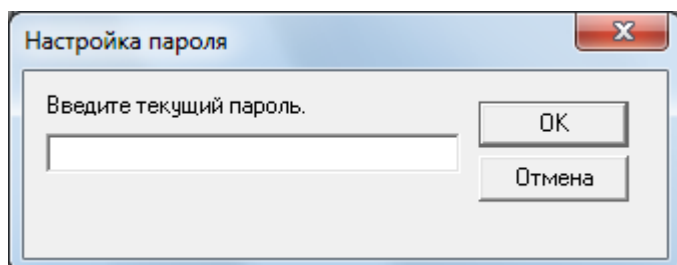 Настройка пароля
Введите текущий пароль.
OK
Отмена